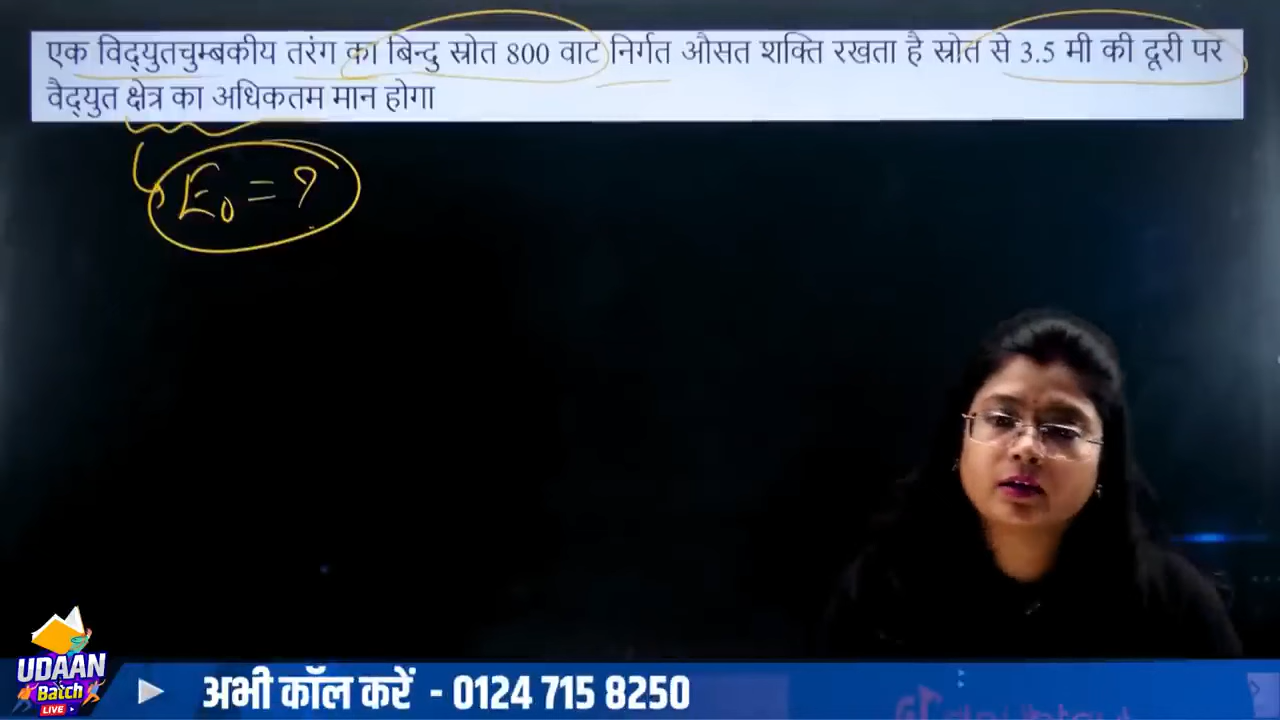 एक विद्युतचुम्बकीय तरंग का बिन्दु स्रोत 800 वाट निर्गत औसत शक्ति रखता है स्रोत से 3.5 मी की दूरी पर
वैद्युत क्षेत्र का अधिकतम मान होगा
E₀ = ?
UDAAN
Batch
LIVE
अभी कॉल करें - 0124 715 8250